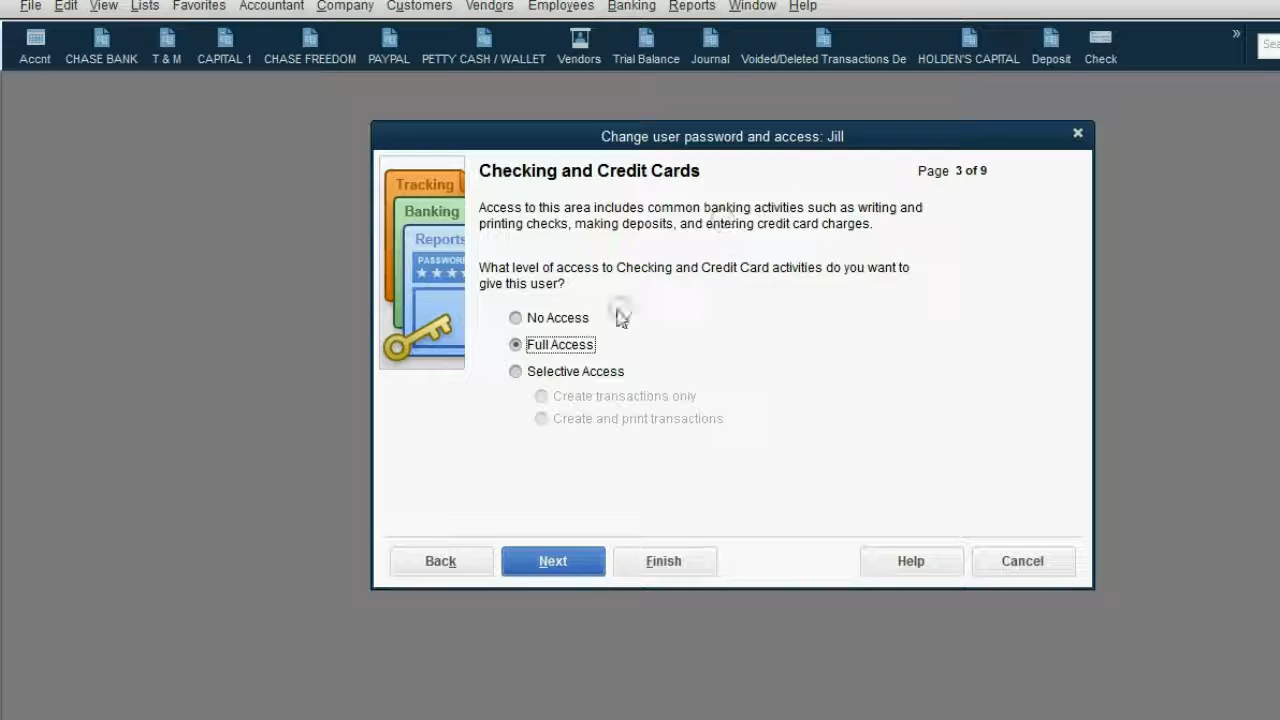 File Edit View Lists Favorites Accountant Company Customers Vendors Employees Banking Reports Window Help
Accnt CHASE BANK T & M CAPITAL 1 CHASE FREEDOM PAYPAL PETTY CASH / WALLET Vendors Trial Balance Journal Voided/Deleted Transactions De HOLDEN'S CAPITAL Deposit Check
Change user password and access: Jill
Tracking
Banking
Reports
PASSWORD
Checking and Credit Cards
Page 3 of 9
Access to this area includes common banking activities such as writing and
printing checks, making deposits, and entering credit card charges.
What level of access to Checking and Credit Card activities do you want to
give this user?
No Access
Full Access
Selective Access
Create transactions only
Create and print transactions
Back Next Finish Help Cancel